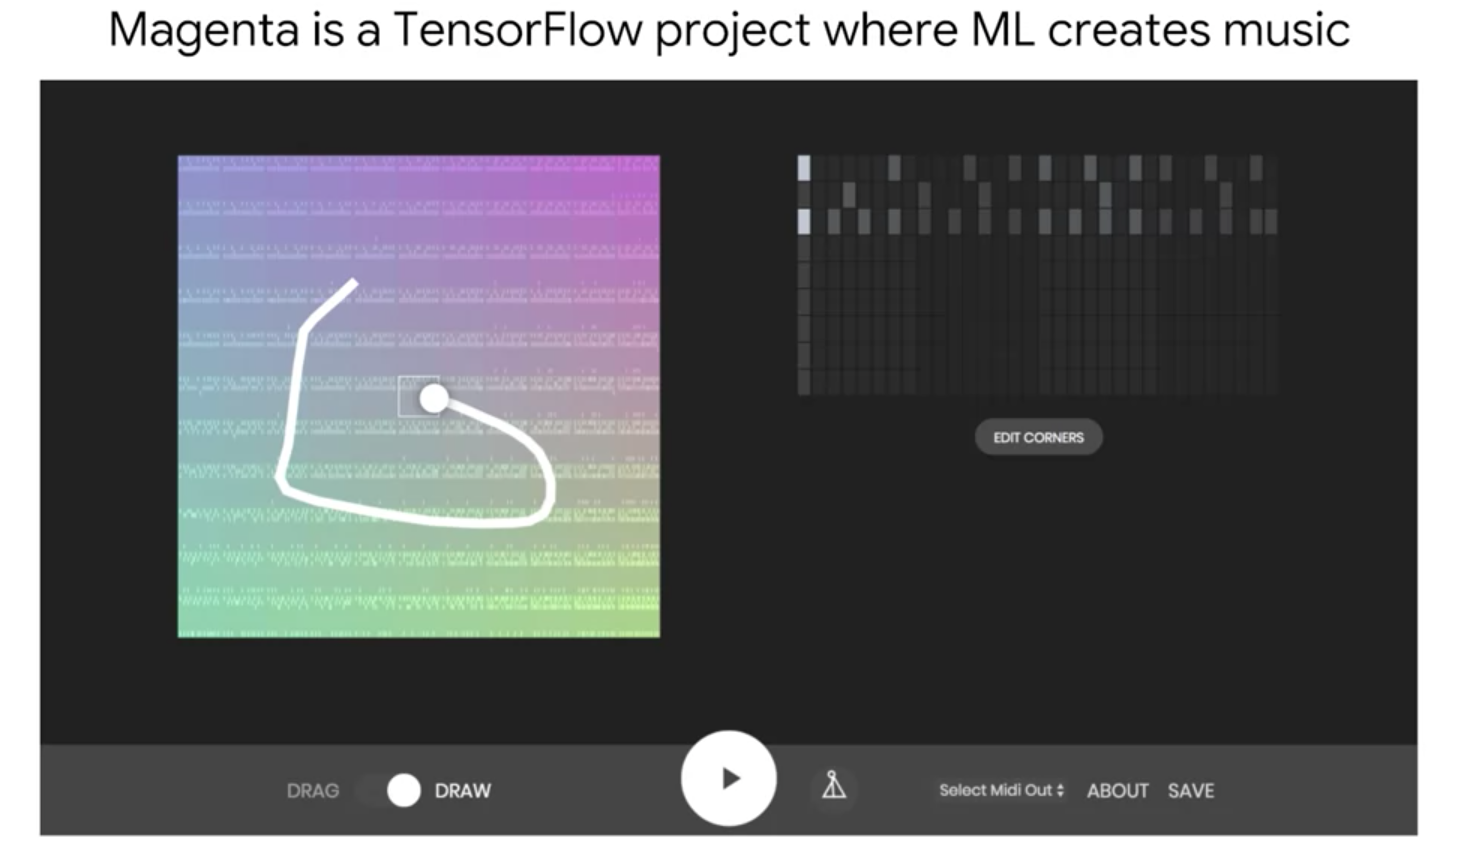 Magenta is a TensorFlow project where ML creates music
EDIT CORNERS
DRAG DRAW Select Midi Out ABOUT SAVE